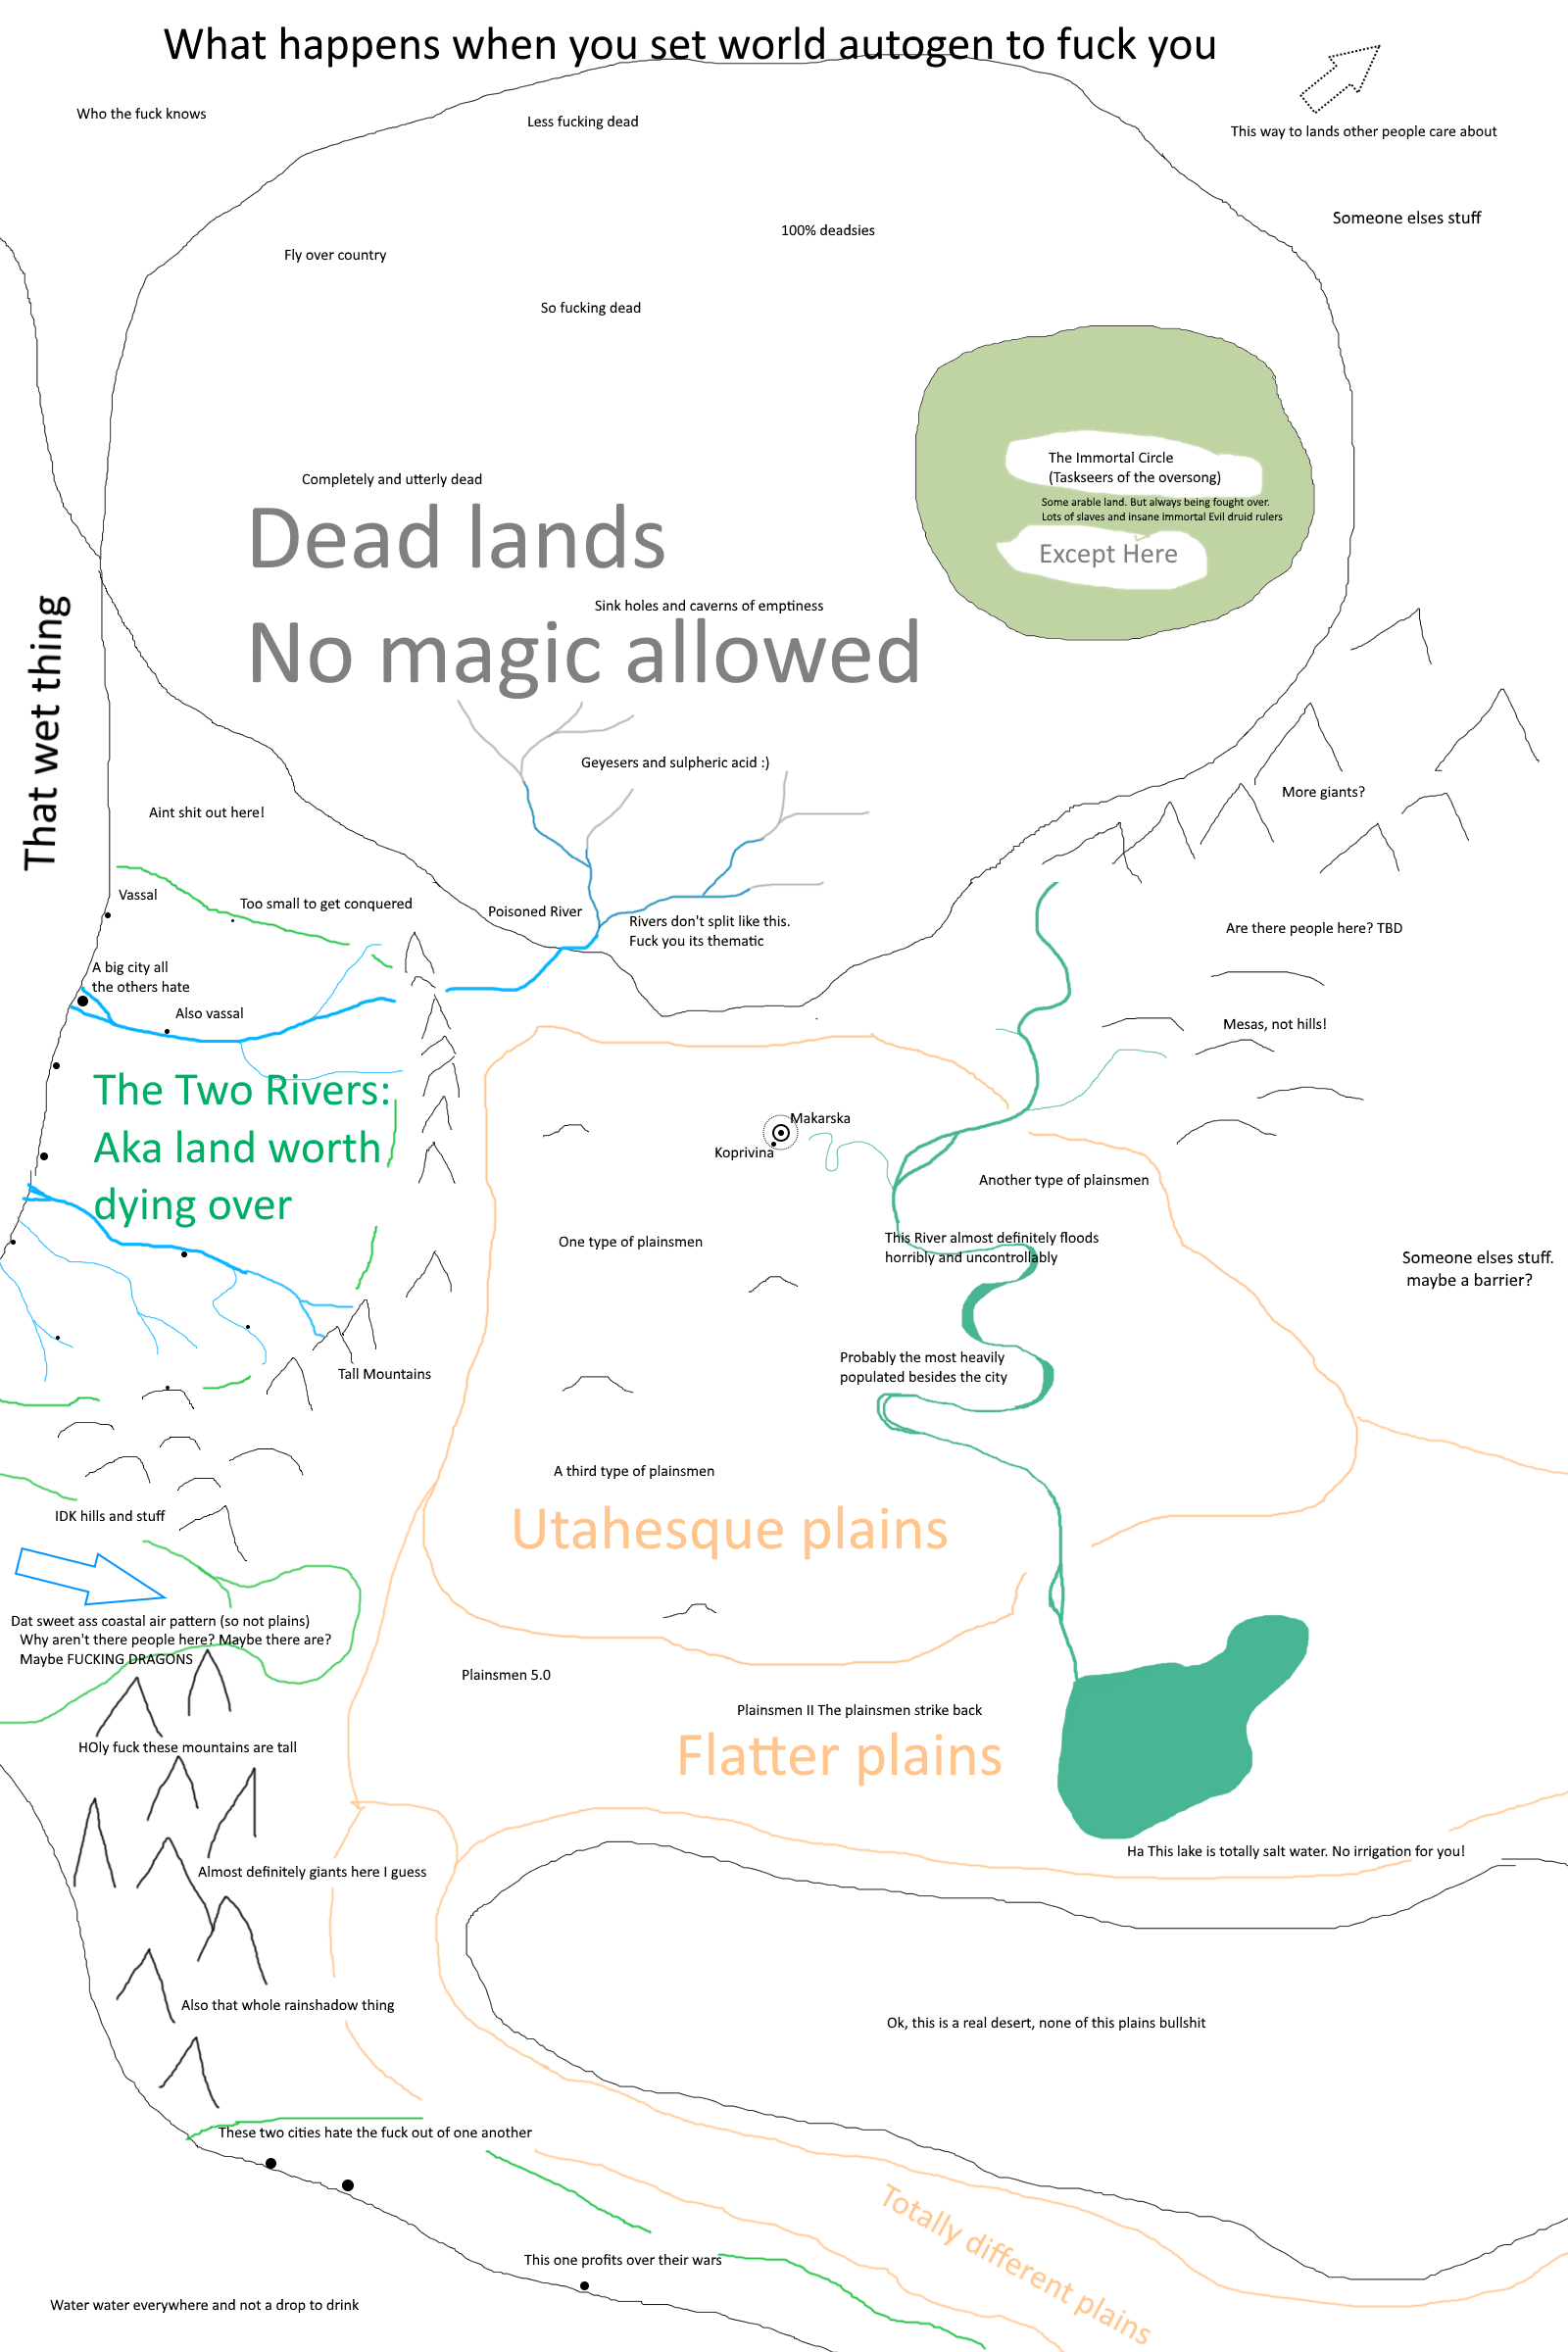 What happens when you set world autogen to fuck you
Who the fuck knows
Less fucking dead
This way to lands other people care about
Someone elses stuff
100% deadsies
Fly over country
So fucking dead
The Immortal Circle
(Taskseers of the oversong)
Some arable land. But always being fought over.
Lots of slaves and insane Immortal Evil druid rulers
Except Here
Completely and utterly dead
Dead lands
Sink holes and caverns of emptiness
No magic allowed
That wet thing
Geyesers and sulpheric acid :)
More giants?
Aint shit out here!
Vassal
Too small to get conquered
Poisoned River
Rivers don't split like this.
Fuck you its thematic
Are there people here? TBD
A big city all
the others hate
Also vassal
Mesas, not hills!
The Two Rivers:
Aka land worth
dying over
Makarska
Koprivina
Another type of plainsmen
One type of plainsmen
This River almost definitely floods
horribly and uncontrollably
Someone elses stuff.
maybe a barrier?
Probably the most heavily
populated besides the city
Tall Mountains
A third type of plainsmen
IDK hills and stuff
Utahesque plains
Dat sweet ass coastal air pattern (so not plains)
Why aren't there people here? Maybe there are?
Maybe FUCKING DRAGONS
Plainsmen 5.0
Plainsmen II The plainsmen strike back
HOly fuck these mountains are tall
Flatter plains
Ha This lake is totally salt water. No irrigation for you!
Almost definitely giants here I guess
Also that whole rainshadow thing
Ok, this is a real desert, none of this plains bullshit
These two cities hate the fuck out of one another
Totally different plains
This one profits over their wars
Water water everywhere and not a drop to drink